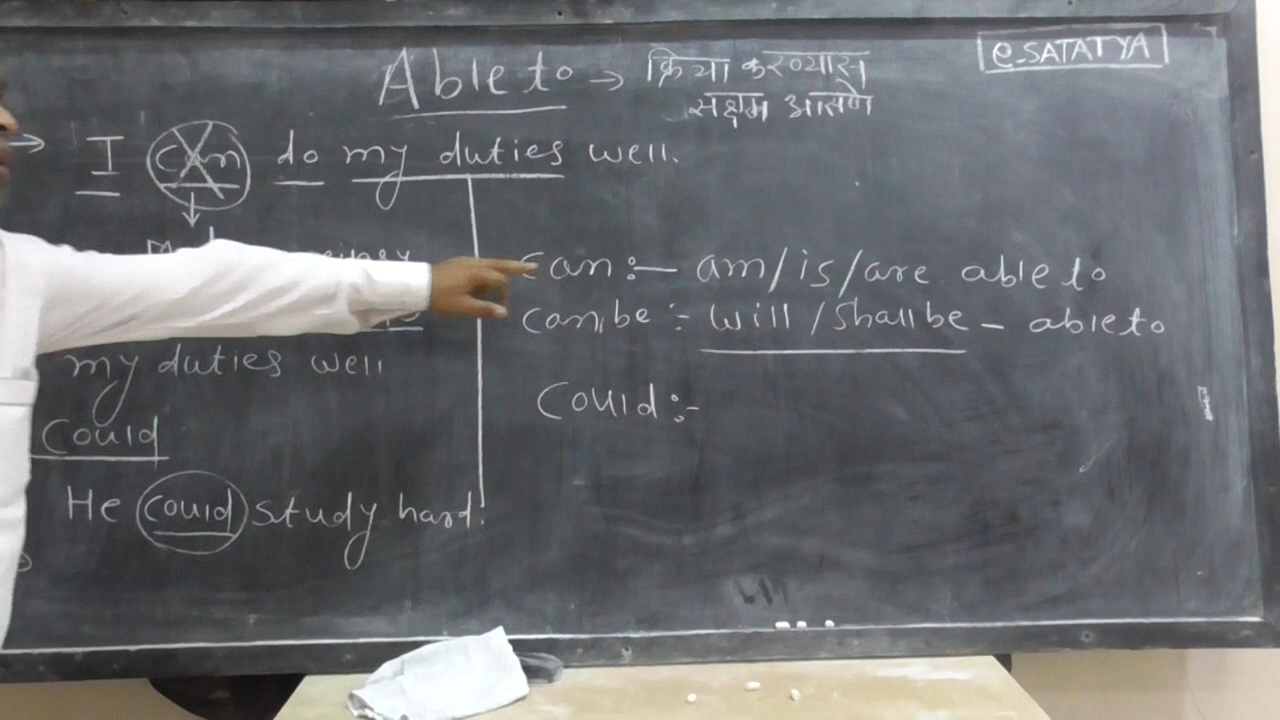 e-SATATYA
Able to → क्रिया करण्यास
सक्षम असणे
→ I can do my duties well.
can :- am/is/are able to
can be :- will/shall be - able to
my duties well
Could :-
Could
He could study hard.